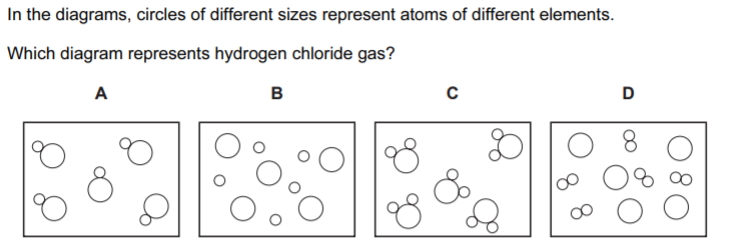 In the diagrams, circles of different sizes represent atoms of different elements.
Which diagram represents hydrogen chloride gas?
A B C D